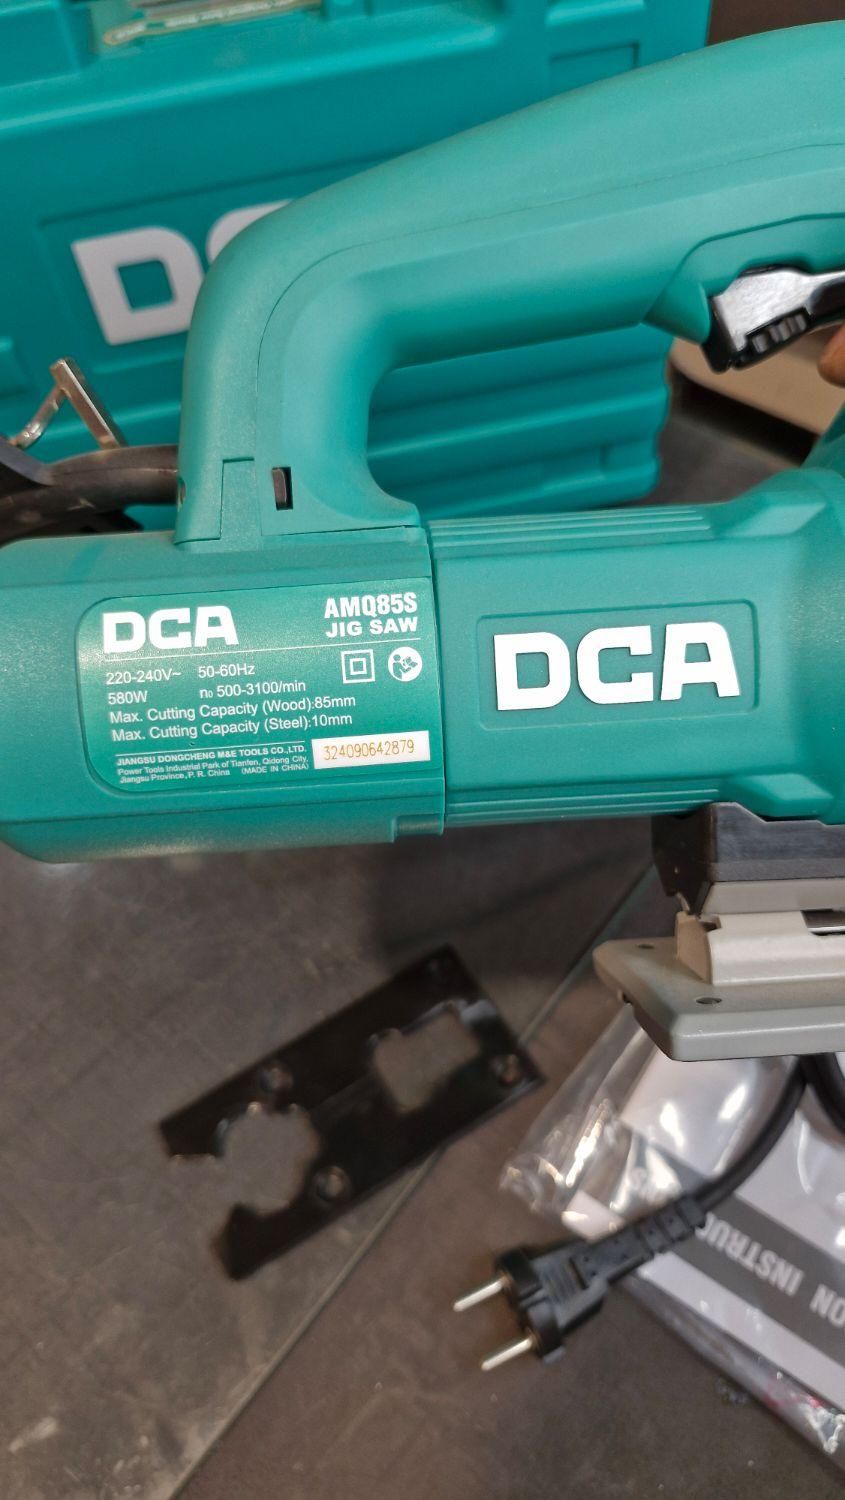 DC
DCA
AMQ85S
JIG SAW
220-240V~ 50-60Hz
580W n₀ 500-3100/min
Max. Cutting Capacity (Wood):85mm
Max. Cutting Capacity (Steel):10mm
JIANGSU DONGCHENG M&E TOOLS CO.,LTD.
Power Tools Industrial Park of Tianfen, Qidong City,
Jiangsu Province, P. R. China (MADE IN CHINA)
324090642879
DCA
ON INSTRUC